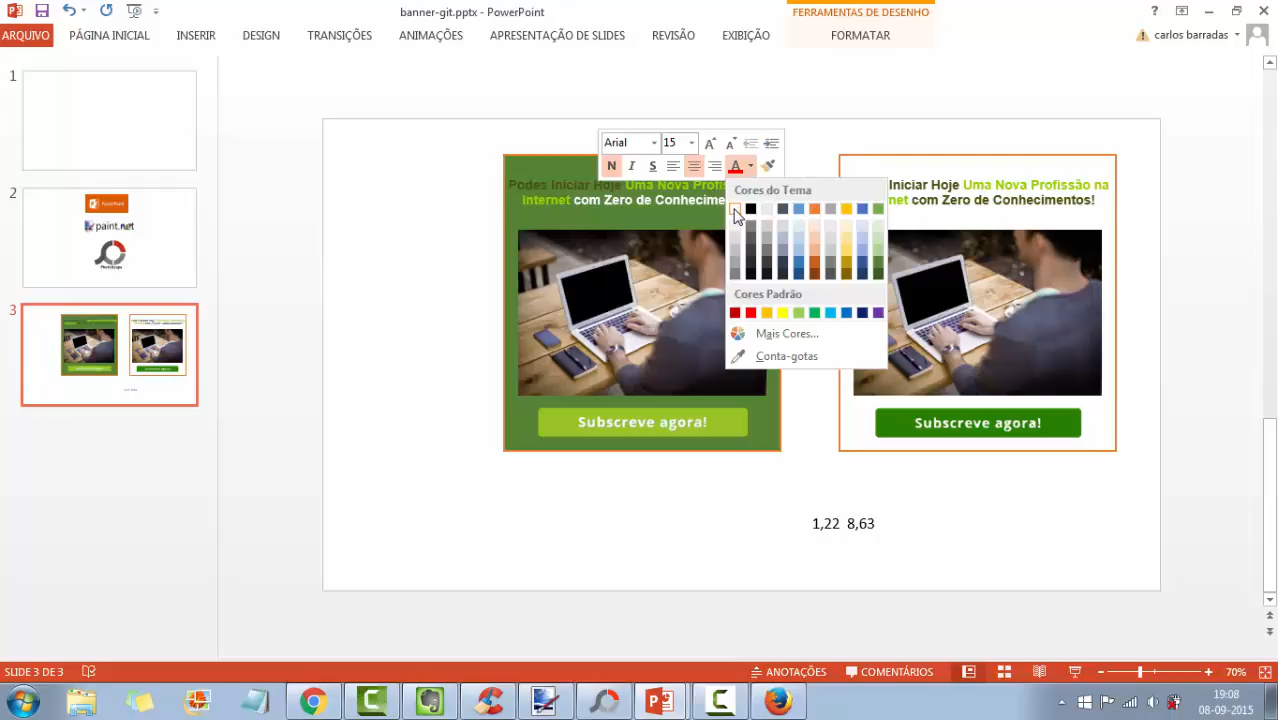 banner-git.pptx - PowerPoint
FERRAMENTAS DE DESENHO
ARQUIVO PÁGINA INICIAL INSERIR DESIGN TRANSIÇÕES ANIMAÇÕES APRESENTAÇÃO DE SLIDES REVISÃO EXIBIÇÃO FORMATAR carlos barradas
1
2
PowerPoint
paint.net
PhotoScape
3
Arial 15
N I S A
Podes Iniciar Hoje Uma Nova Profis
Internet com Zero de Conhecime
Subscreve agora!
Cores do Tema
Cores Padrão
Mais Cores...
Conta-gotas
Iniciar Hoje Uma Nova Profissão na
net com Zero de Conhecimentos!
Subscreve agora!
1,22 8,63
SLIDE 3 DE 3 ANOTAÇÕES COMENTÁRIOS 70%
19:08
08-09-2015